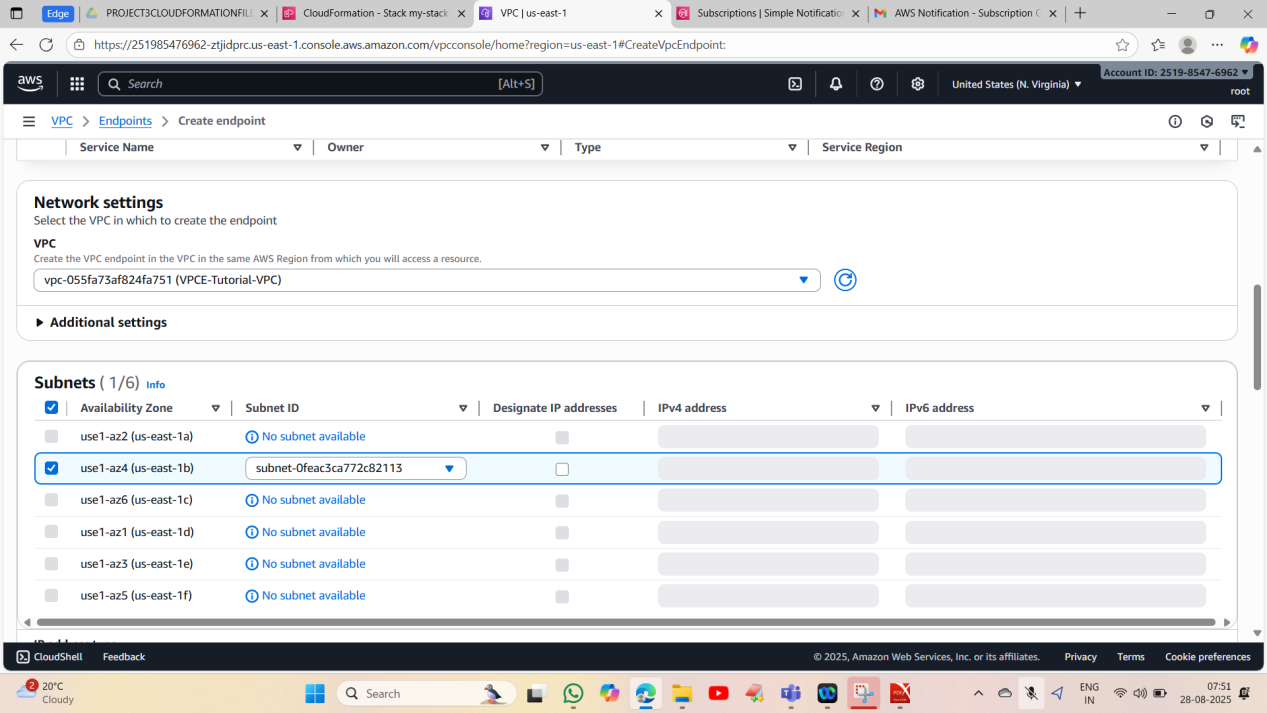 Edge
PROJECT3CLOUDFORMATIONFILE
CloudFormation - Stack my-stack
VPC | us-east-1
Subscriptions | Simple Notification
AWS Notification - Subscription C
https://251985476962-ztjidprc.us-east-1.console.aws.amazon.com/vpcconsole/home?region=us-east-1#CreateVpcEndpoint:
aws
Search [Alt+S]
United States (N. Virginia)
Account ID: 2519-8547-6962
root
VPC
Endpoints
Create endpoint
Service Name Owner Type Service Region
Network settings
Select the VPC in which to create the endpoint
VPC
Create the VPC endpoint in the VPC in the same AWS Region from which you will access a resource.
vpc-055fa73af824fa751 (VPCE-Tutorial-VPC)
Additional settings
Subnets ( 1/6) Info
Availability Zone Subnet ID Designate IP addresses IPv4 address IPv6 address
use1-az2 (us-east-1a) No subnet available
use1-az4 (us-east-1b) subnet-0feac3ca772c82113
use1-az6 (us-east-1c) No subnet available
use1-az1 (us-east-1d) No subnet available
use1-az3 (us-east-1e) No subnet available
use1-az5 (us-east-1f) No subnet available
CloudShell Feedback © 2025, Amazon Web Services, Inc. or its affiliates. Privacy Terms Cookie preferences
2
20°C
Cloudy
Search
ENG
IN
07:51
28-08-2025